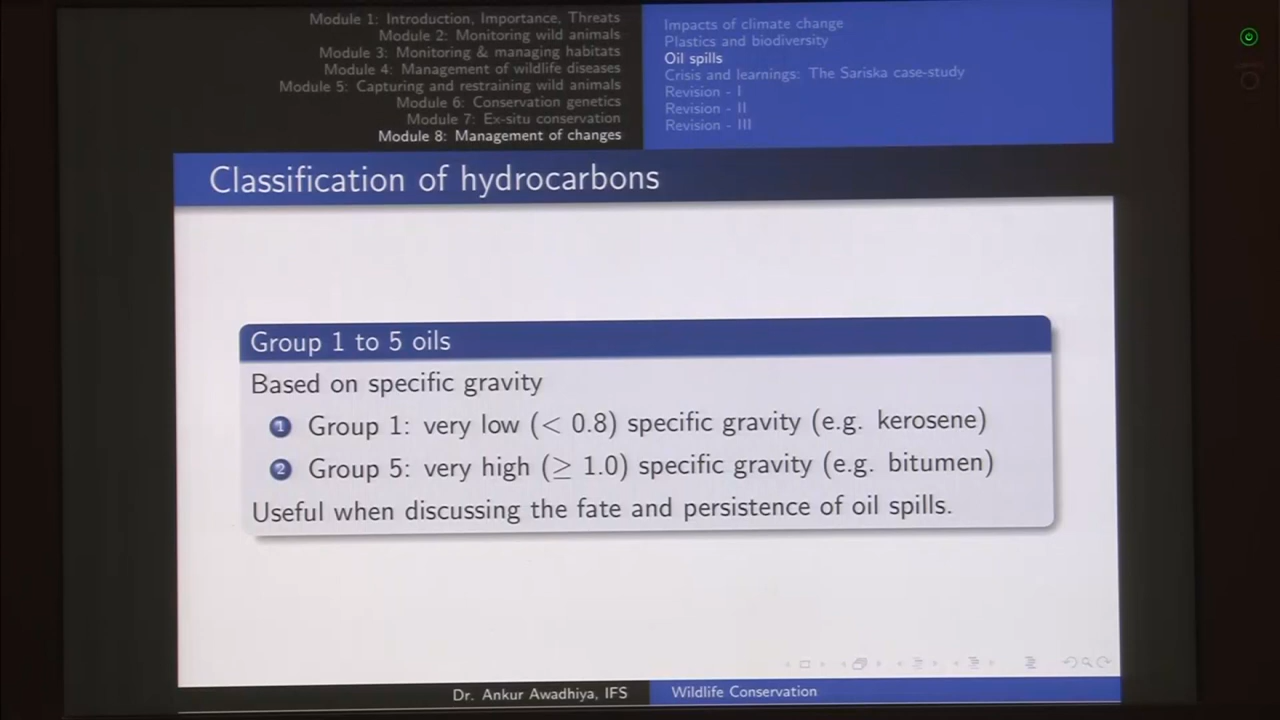 Module 1: Introduction, Importance, Threats
Module 2: Monitoring wild animals
Module 3: Monitoring & managing habitats
Module 4: Management of wildlife diseases
Module 5: Capturing and restraining wild animals
Module 6: Conservation genetics
Module 7: Ex-situ conservation
Module 8: Management of changes
Impacts of climate change
Plastics and biodiversity
Oil spills
Crisis and learnings: The Sariska case-study
Revision - I
Revision - II
Revision - III
Classification of hydrocarbons
Group 1 to 5 oils
Based on specific gravity
1 Group 1: very low (< 0.8) specific gravity (e.g. kerosene)
2 Group 5: very high (≥ 1.0) specific gravity (e.g. bitumen)
Useful when discussing the fate and persistence of oil spills.
Dr. Ankur Awadhiya, IFS
Wildlife Conservation